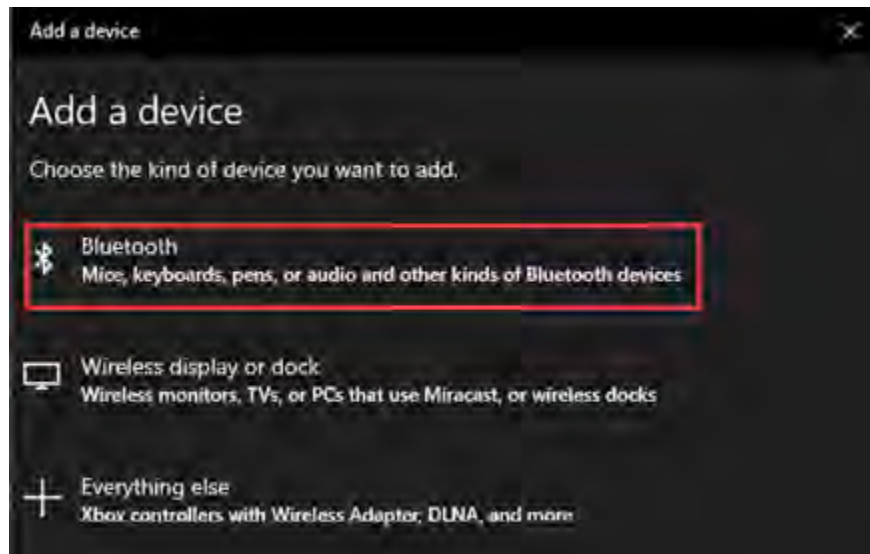 Add a device
Add a device
Choose the kind of device you want to add.
Bluetooth
Mice, keyboards, pens, or audio and other kinds of Bluetooth devices
Wireless display or dock
Wireless monitors, TVs, or PCs that use Miracast, or wireless docks
Everything else
Xbox controllers with Wireless Adapter, DLNA, and more